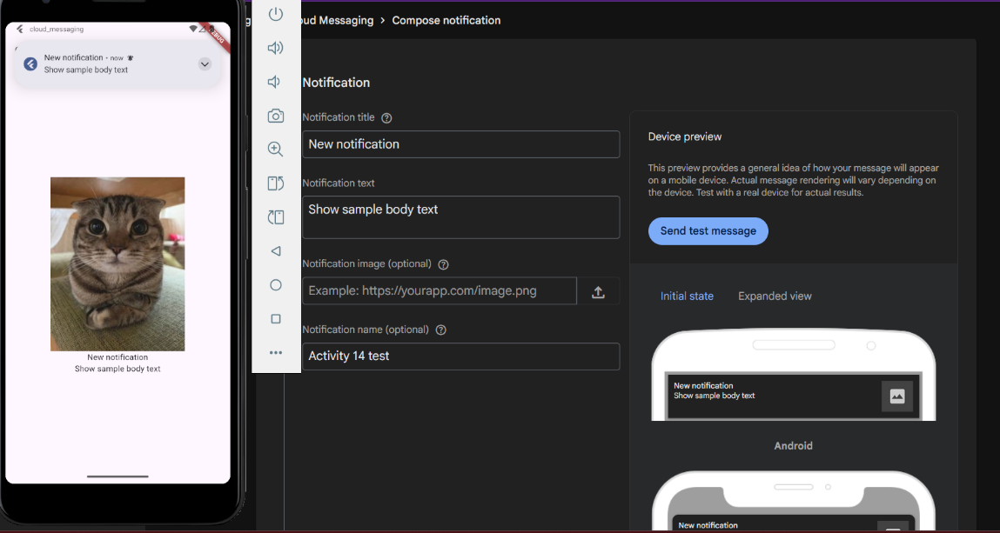 cloud_messaging
DEBUG
New notification • now
Show sample body text
New notification
Show sample body text
oud Messaging > Compose notification
Notification
Notification title
New notification
Notification text
Show sample body text
Notification image (optional)
Example: https://yourapp.com/image.png
Notification name (optional)
Activity 14 test
Device preview
This preview provides a general idea of how your message will appear
on a mobile device. Actual message rendering will vary depending on
the device. Test with a real device for actual results.
Send test message
Initial state
Expanded view
New notification
Show sample body text
Android
New notification